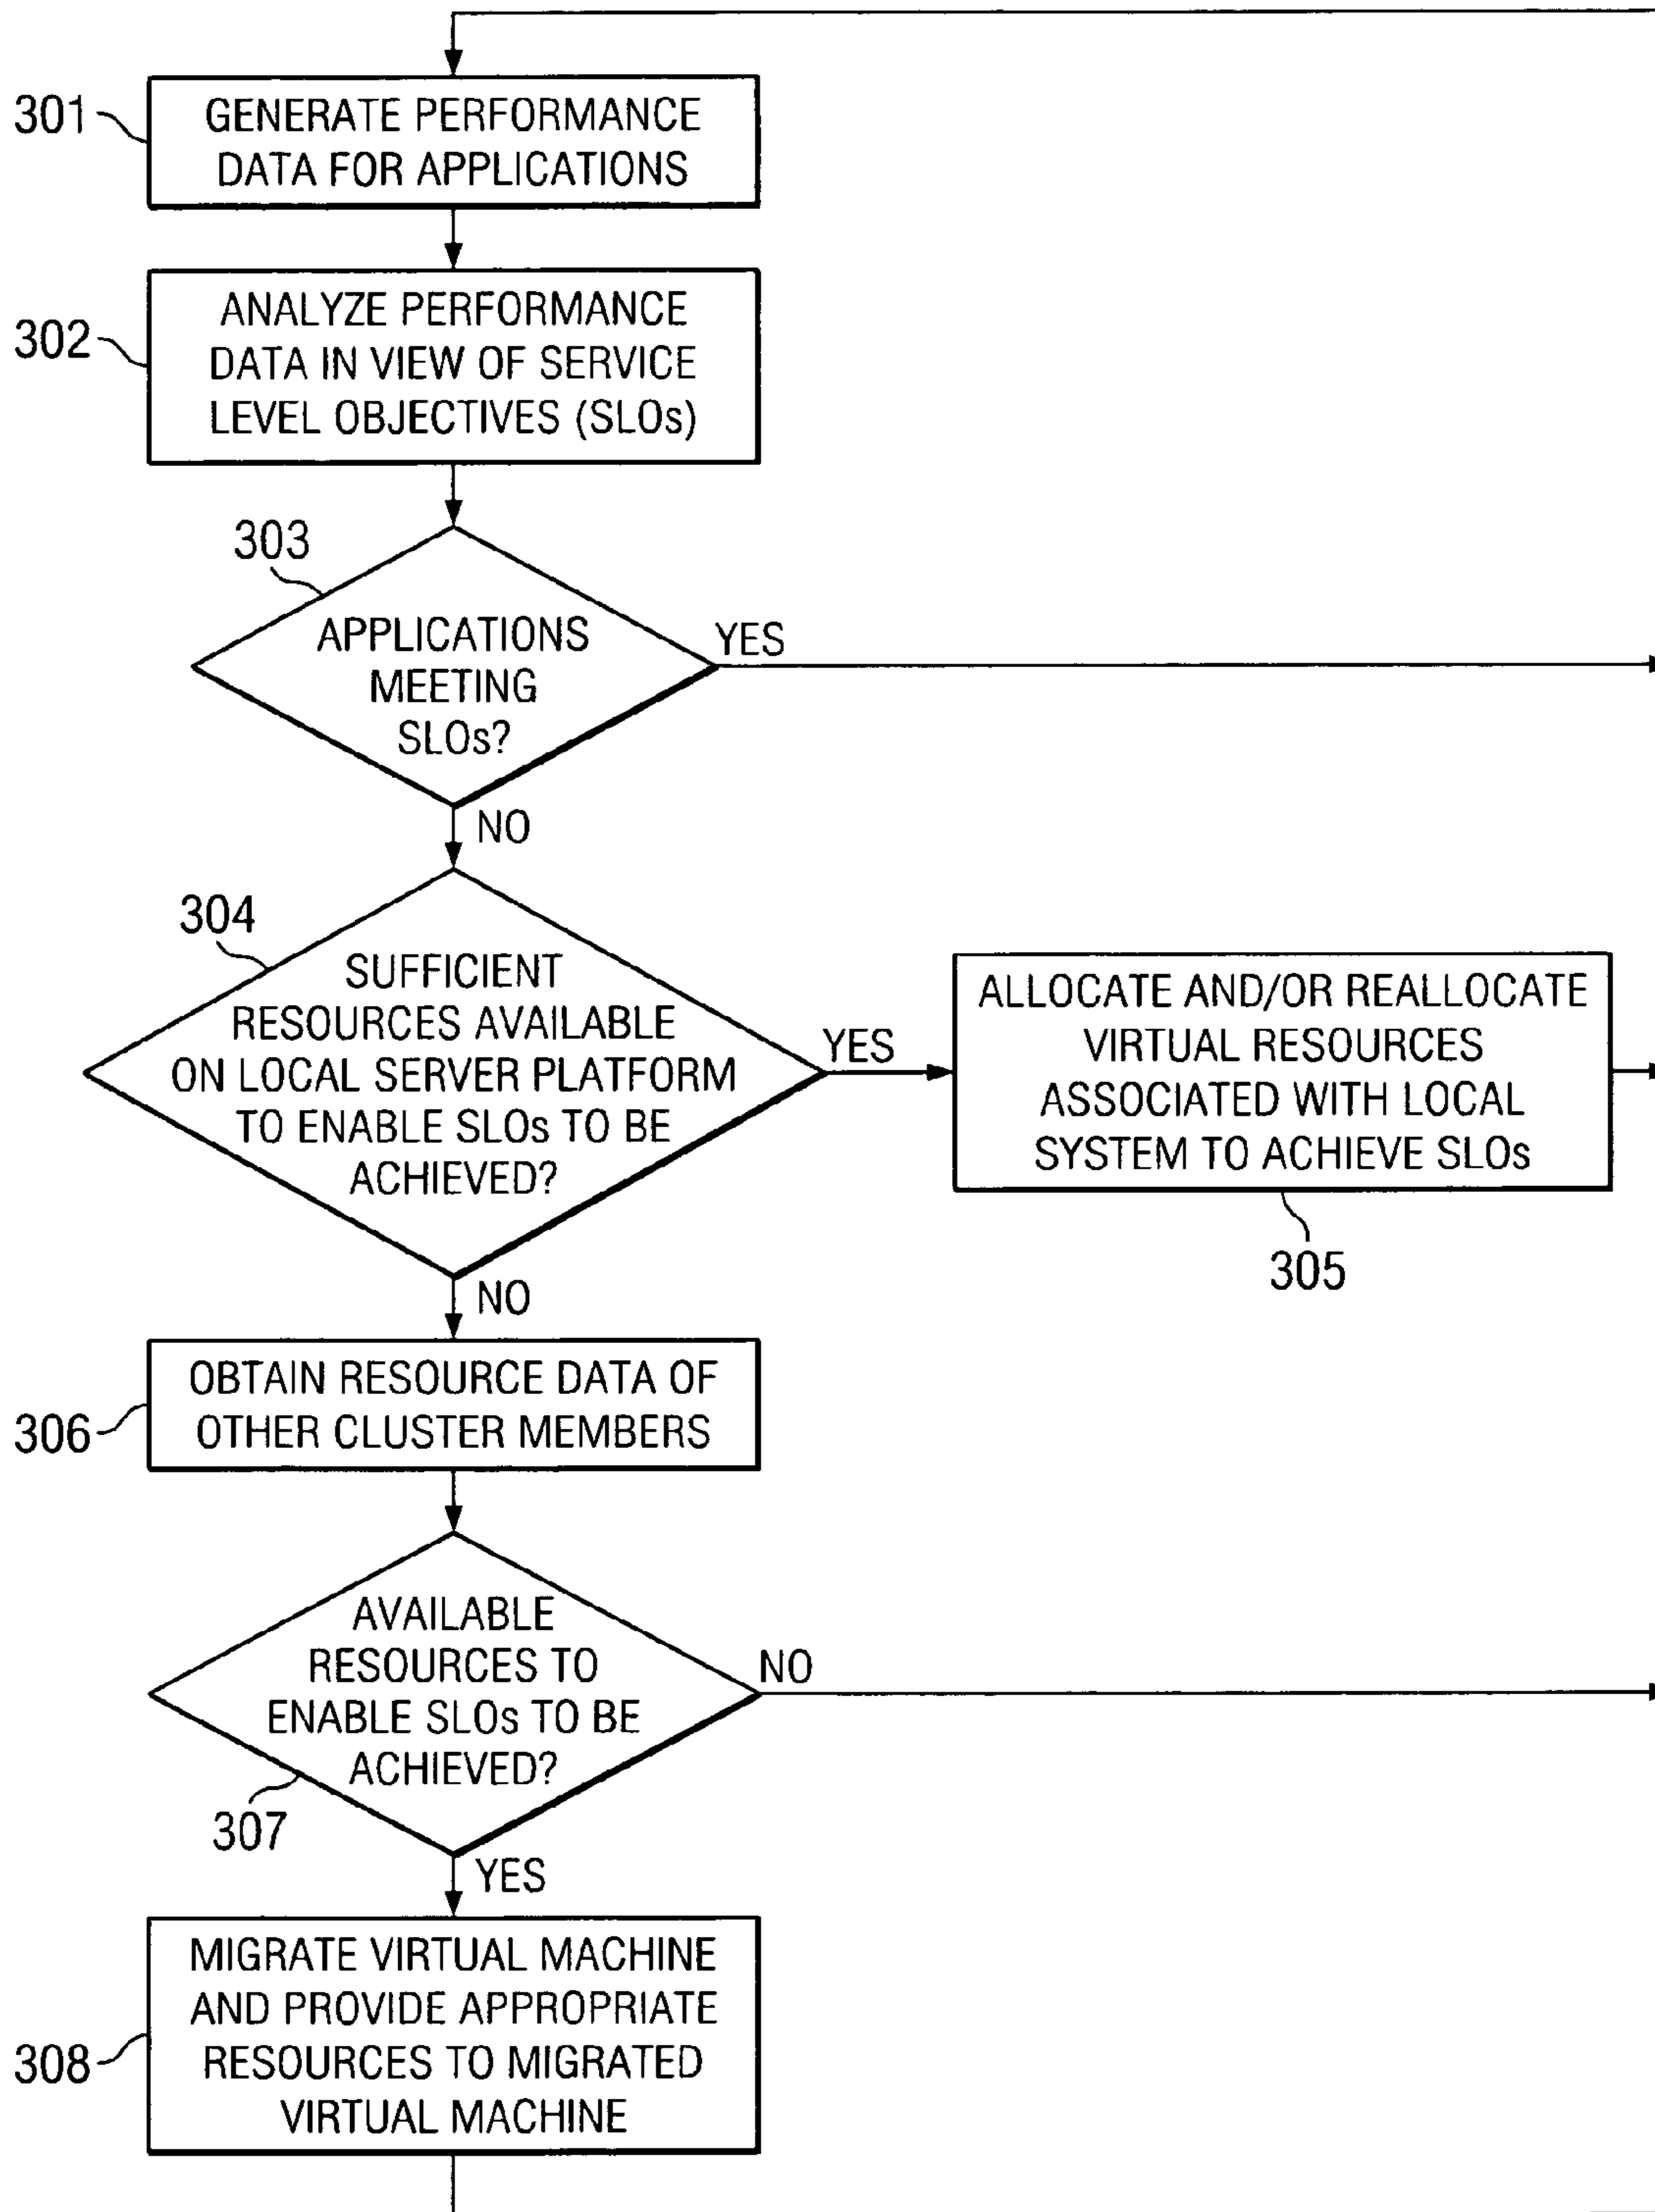 301
GENERATE PERFORMANCE
DATA FOR APPLICATIONS
302
ANALYZE PERFORMANCE
DATA IN VIEW OF SERVICE
LEVEL OBJECTIVES (SLOs)
303
APPLICATIONS
MEETING
SLOs?
YES
NO
304
SUFFICIENT
RESOURCES AVAILABLE
ON LOCAL SERVER PLATFORM
TO ENABLE SLOs TO BE
ACHIEVED?
YES
ALLOCATE AND/OR REALLOCATE
VIRTUAL RESOURCES
ASSOCIATED WITH LOCAL
SYSTEM TO ACHIEVE SLOs
305
NO
306
OBTAIN RESOURCE DATA OF
OTHER CLUSTER MEMBERS
AVAILABLE
RESOURCES TO
ENABLE SLOs TO BE
ACHIEVED?
NO
307
YES
308
MIGRATE VIRTUAL MACHINE
AND PROVIDE APPROPRIATE
RESOURCES TO MIGRATED
VIRTUAL MACHINE